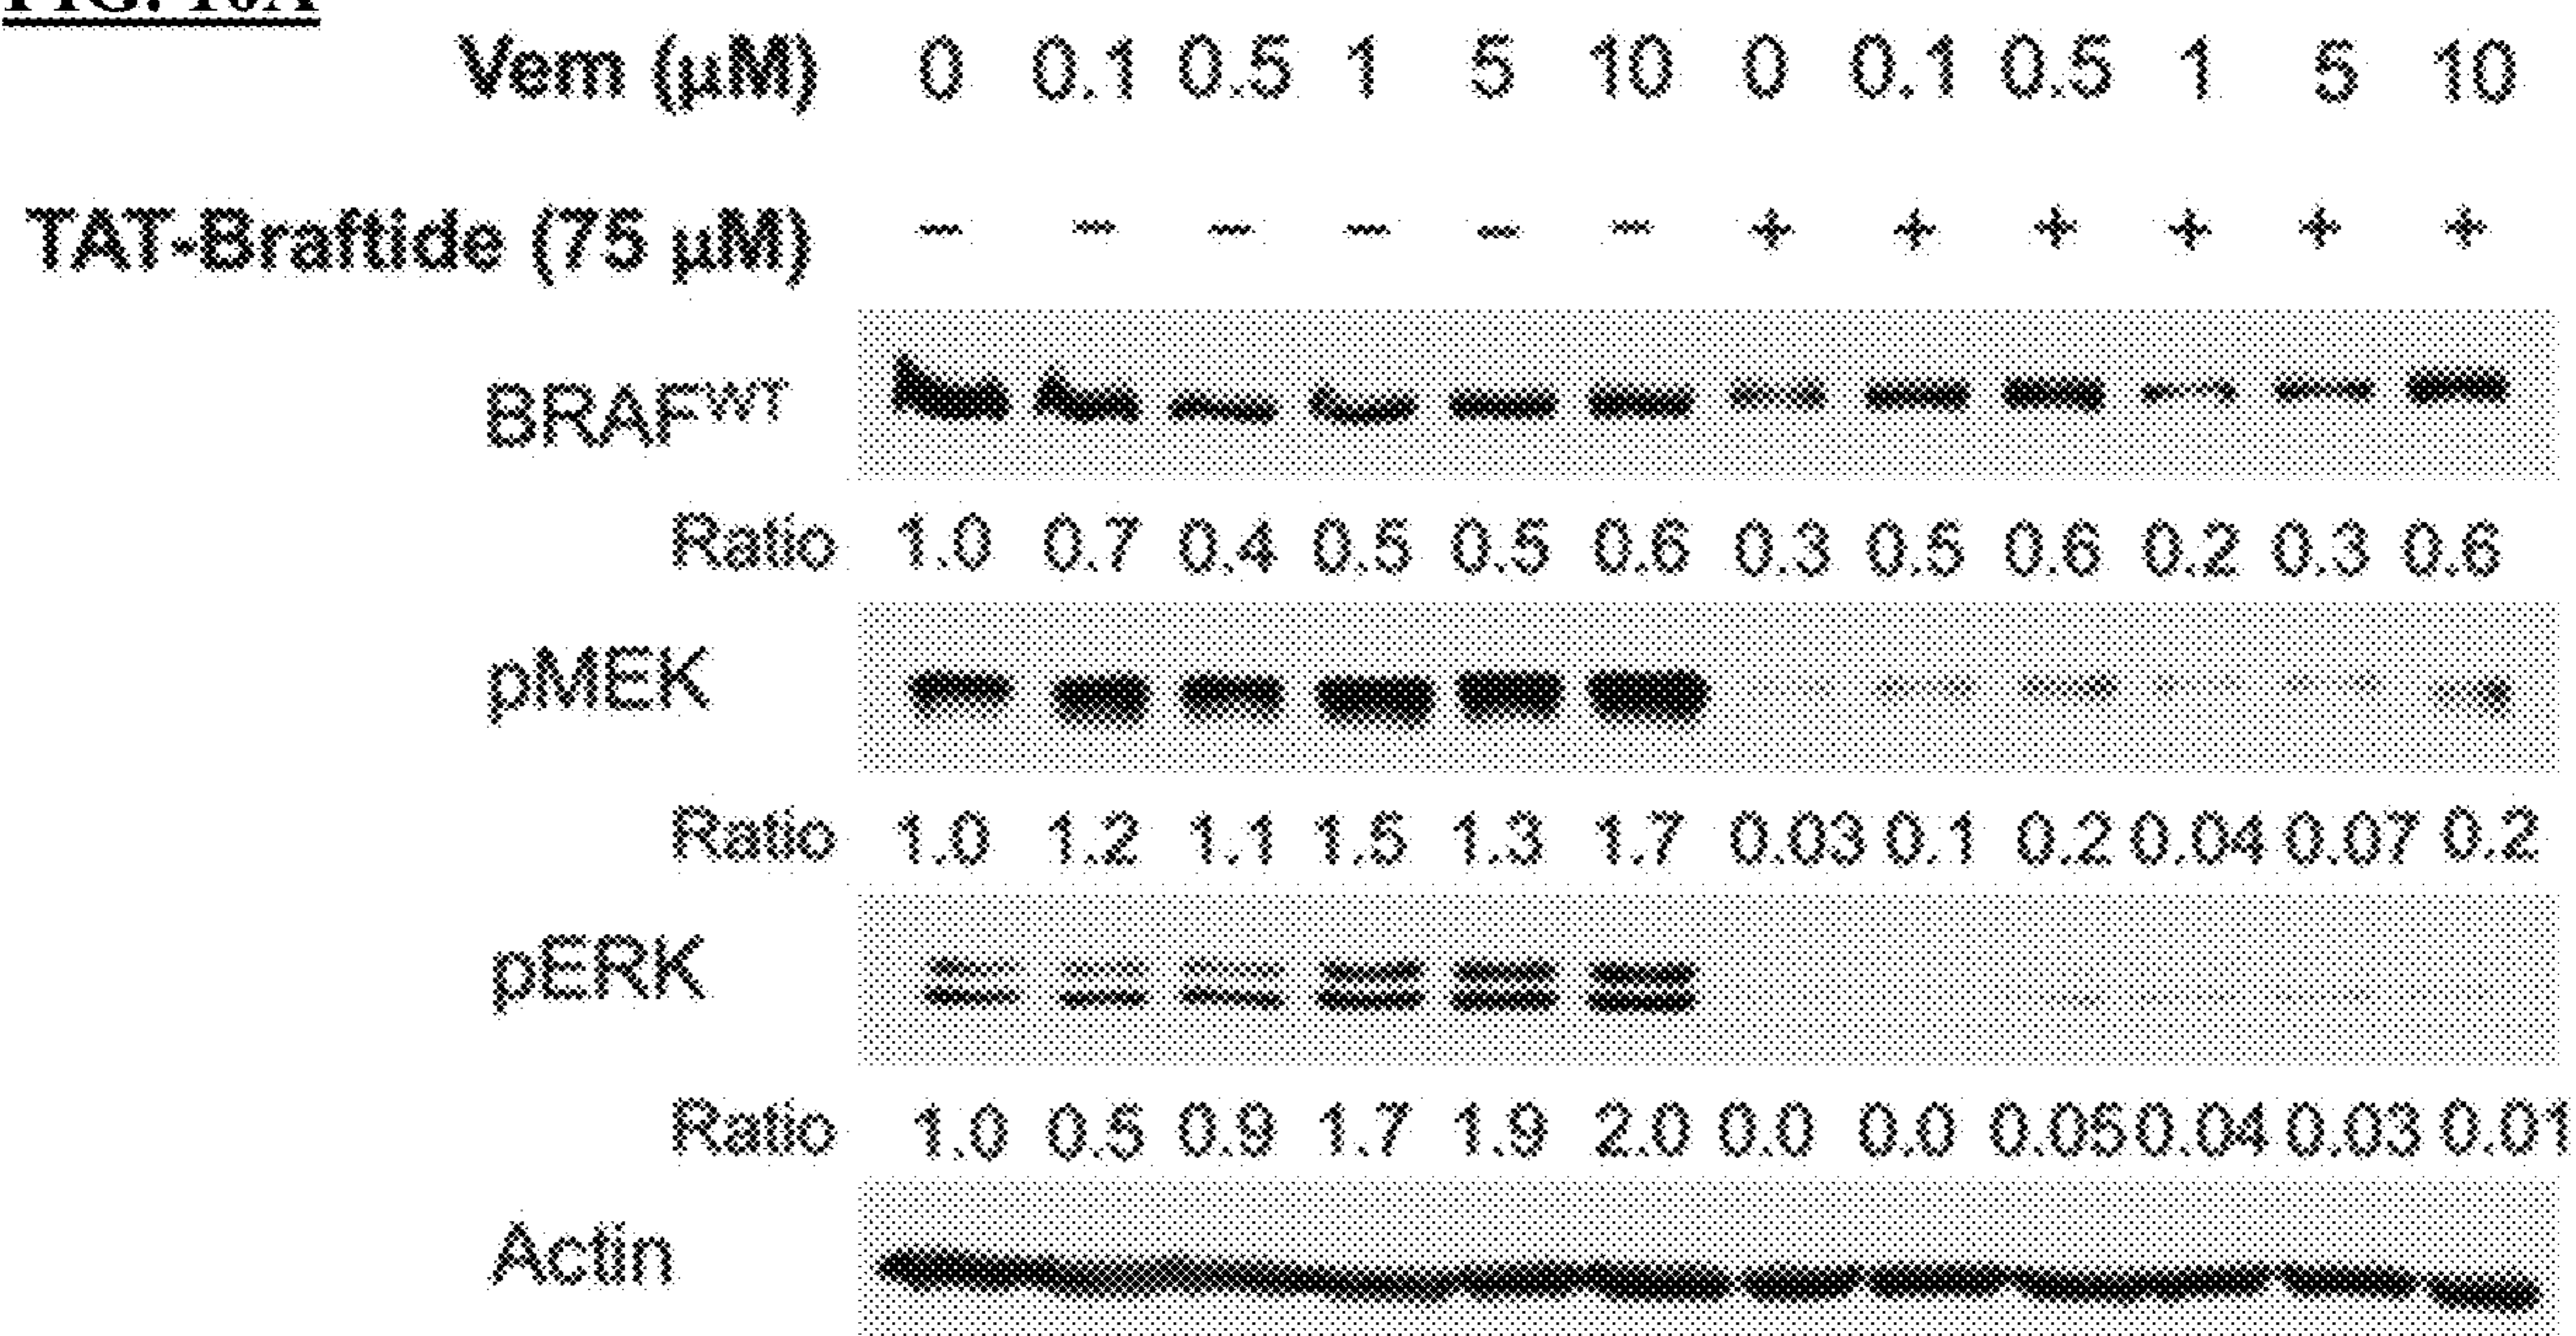 FIG. 10A
Vem (μM) 0 0.1 0.5 1 5 10 0 0.1 0.5 1 5 10
TAT-Braftide (75 μM) - - - - - - + + + + + +
BRAFWT
Ratio 1.0 0.7 0.4 0.5 0.5 0.6 0.3 0.5 0.6 0.2 0.3 0.6
pMEK
Ratio 1.0 1.2 1.1 1.5 1.3 1.7 0.03 0.1 0.2 0.04 0.07 0.2
pERK
Ratio 1.0 0.5 0.9 1.7 1.9 2.0 0.0 0.0 0.05 0.04 0.03 0.01
Actin